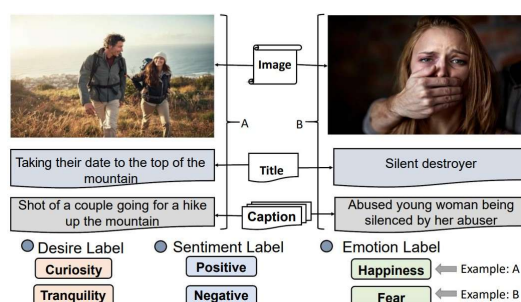 Image
A
B
Taking their date to the top of the
mountain
Title
Silent destroyer
Shot of a couple going for a hike
up the mountain
Caption
Abused young woman being
silenced by her abuser
Desire Label
Sentiment Label
Emotion Label
Curiosity
Positive
Happiness
Example: A
Tranquility
Negative
Fear
Example: B